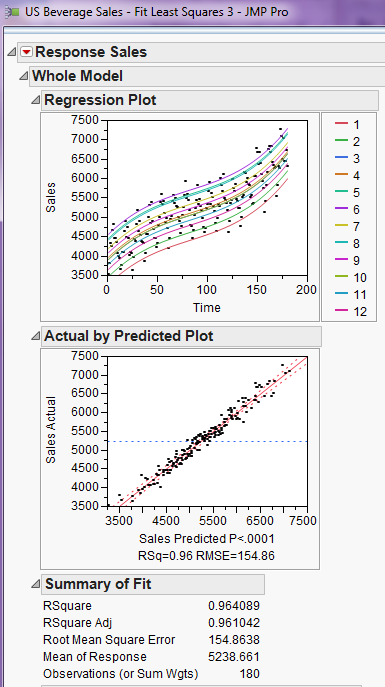 US Beverage Sales - Fit Least Squares 3 - JMP Pro
Response Sales
Whole Model
Regression Plot
7500
7000
6500
6000
5500
5000
4500
4000
3500
Sales
0 50 100 150 200
Time
1
2
3
4
5
6
7
8
9
10
11
12
Actual by Predicted Plot
7500
7000
6500
6000
5500
5000
4500
4000
3500
Sales Actual
3500 4500 5500 6500 7500
Sales Predicted P<.0001
RSq=0.96 RMSE=154.86
Summary of Fit
RSquare 0.964089
RSquare Adj 0.961042
Root Mean Square Error 154.8638
Mean of Response 5238.661
Observations (or Sum Wgts) 180